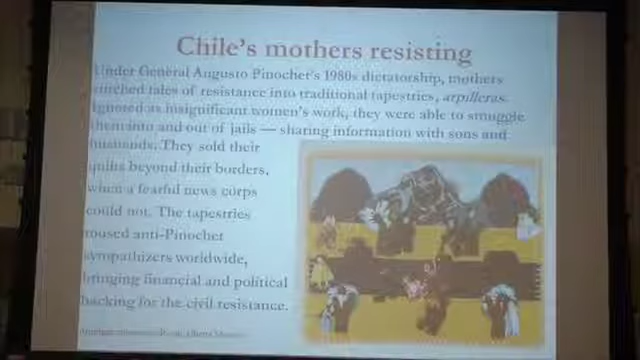 Chile's mothers resisting
Under General Augusto Pinochet's 1980s dictatorship, mothers
stitched tales of resistance into traditional tapestries, arpilleras.
Ignored as insignificant women's work, they were able to smuggle
them into and out of jails — sharing information with sons and
husbands. They sold their
quilts beyond their borders,
when a fearful news corps
could not. The tapestries
roused anti-Pinochet
sympathizers worldwide,
bringing financial and political
backing for the civil resistance.